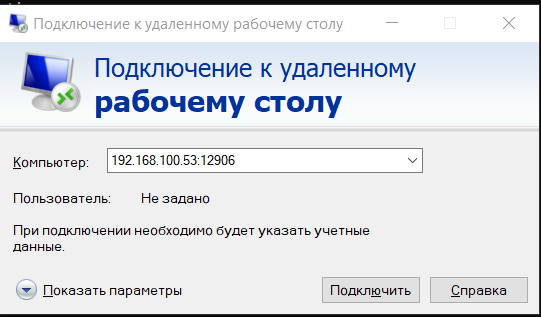 Подключение к удаленному рабочему столу
Подключение к удаленному
рабочему столу
Компьютер: 192.168.100.53:12906
Пользователь: Не задано
При подключении необходимо будет указать учетные
данные.
Показать параметры Подключить Справка